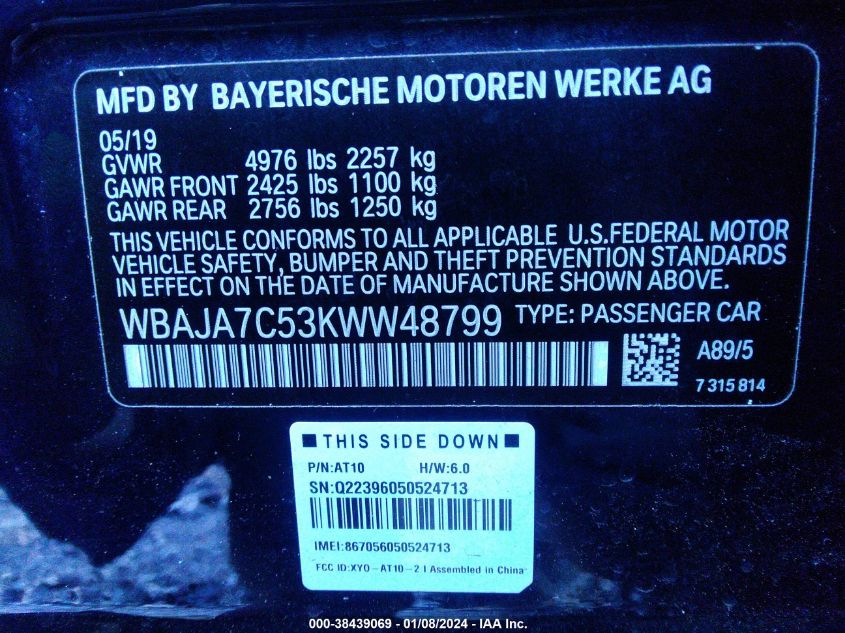 MFD BY BAYERISCHE MOTOREN WERKE AG
05/19
GVWR 4976 lbs 2257 kg
GAWR FRONT 2425 lbs 1100 kg
GAWR REAR 2756 lbs 1250 kg
THIS VEHICLE CONFORMS TO ALL APPLICABLE U.S.FEDERAL MOTOR
VEHICLE SAFETY, BUMPER AND THEFT PREVENTION STANDARDS
IN EFFECT ON THE DATE OF MANUFACTURE SHOWN ABOVE.
WBAJA7C53KWW48799 TYPE: PASSENGER CAR
A89/5
7 315 814
THIS SIDE DOWN
P/N:AT10 H/W:6.0
SN:Q22396050524713
IMEI:867056050524713
FCC ID:XYO-AT10-2 I Assembled in China
000-38439069 - 01/08/2024 - IAA Inc.